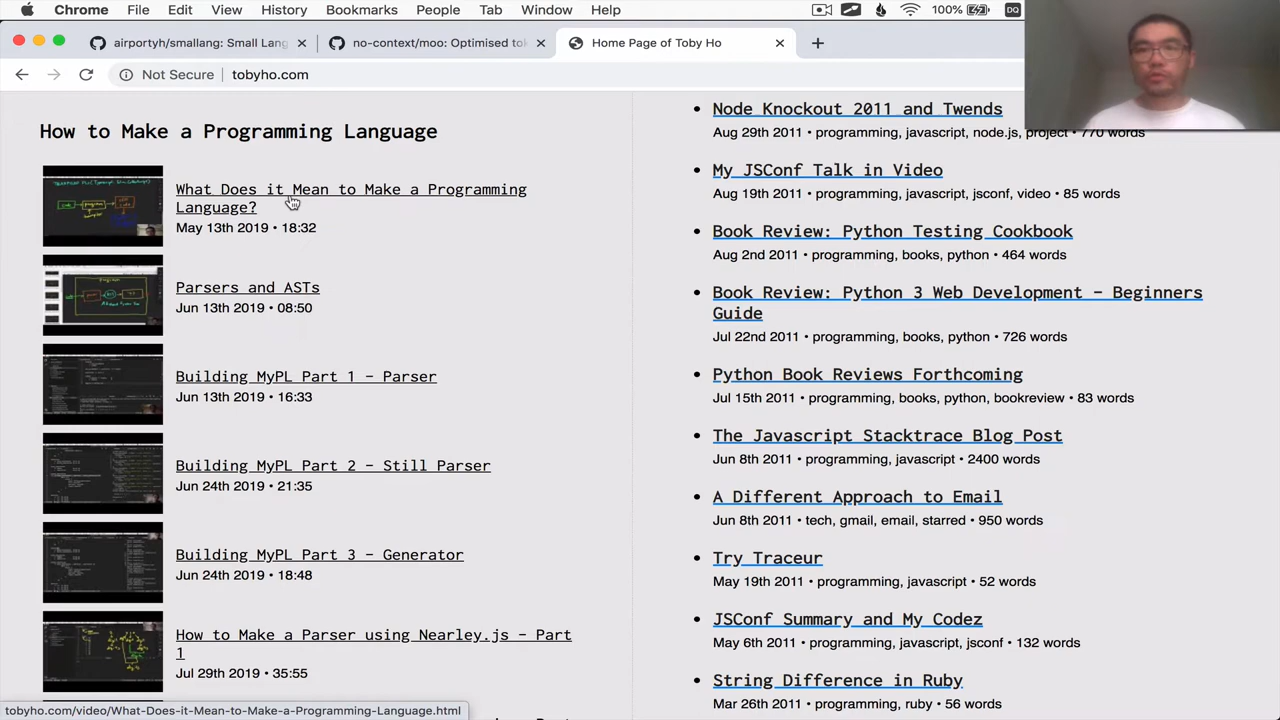 Chrome File Edit View History Bookmarks People Tab Window Help 100% DQ
airportyh/smallang: Small Lang
no-context/moo: Optimised tok
Home Page of Toby Ho
Not Secure tobyho.com
How to Make a Programming Language
What Does it Mean to Make a Programming
Language?
May 13th 2019 • 18:32
Parsers and ASTs
Jun 13th 2019 • 08:50
Building MyPL Part 1 - Parser
Jun 13th 2019 • 16:33
Building MyPL Part 2 - Still Parser
Jun 24th 2019 • 21:35
Building MyPL Part 3 - Generator
Jun 24th 2019 • 18:48
How to Make a Parser using Nearley.js - Part
1
Jul 29th 2019 • 35:55
Node Knockout 2011 and Twends
Aug 29th 2011 • programming, javascript, node.js, project • 770 words
My JSConf Talk in Video
Aug 19th 2011 • programming, javascript, jsconf, video • 85 words
Book Review: Python Testing Cookbook
Aug 2nd 2011 • programming, books, python • 464 words
Book Review: Python 3 Web Development - Beginners
Guide
Jul 22nd 2011 • programming, books, python • 726 words
Python Book Reviews Forthcoming
Jul 15th 2011 • programming, books, python, bookreview • 83 words
The Javascript Stacktrace Blog Post
Jun 8th 2011 • programming, javascript • 2400 words
A Different Approach to Email
Jun 8th 2011 • tech, gmail, email, starred • 950 words
Try Moneur
May 19th 2011 • programming, javascript • 52 words
JSConf Summary and My Codez
May 6th 2011 • programming, javascript, jsconf • 132 words
String Difference in Ruby
Mar 26th 2011 • programming, ruby • 56 words
tobyho.com/video/What-Does-it-Mean-to-Make-a-Programming-Language.html